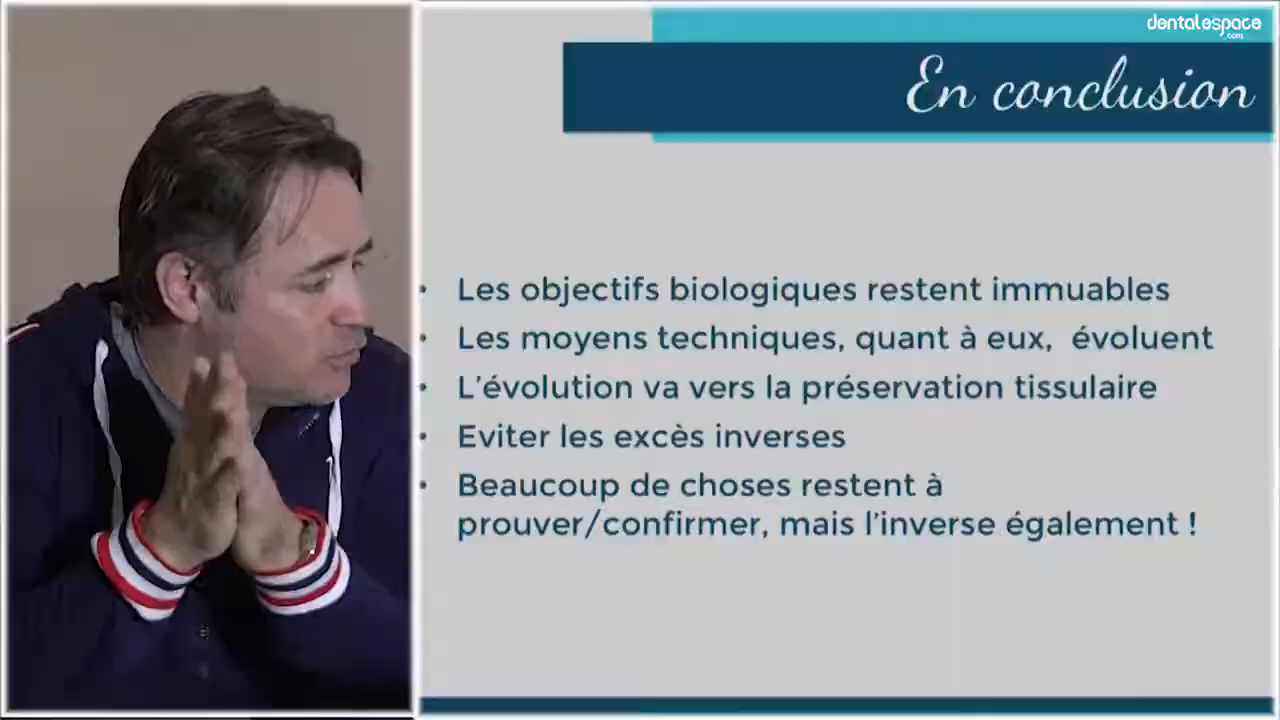 dentalespace
.com
En conclusion
• Les objectifs biologiques restent immuables
• Les moyens techniques, quant à eux, évoluent
• L'évolution va vers la préservation tissulaire
• Eviter les excès inverses
• Beaucoup de choses restent à
prouver/confirmer, mais l'inverse également !